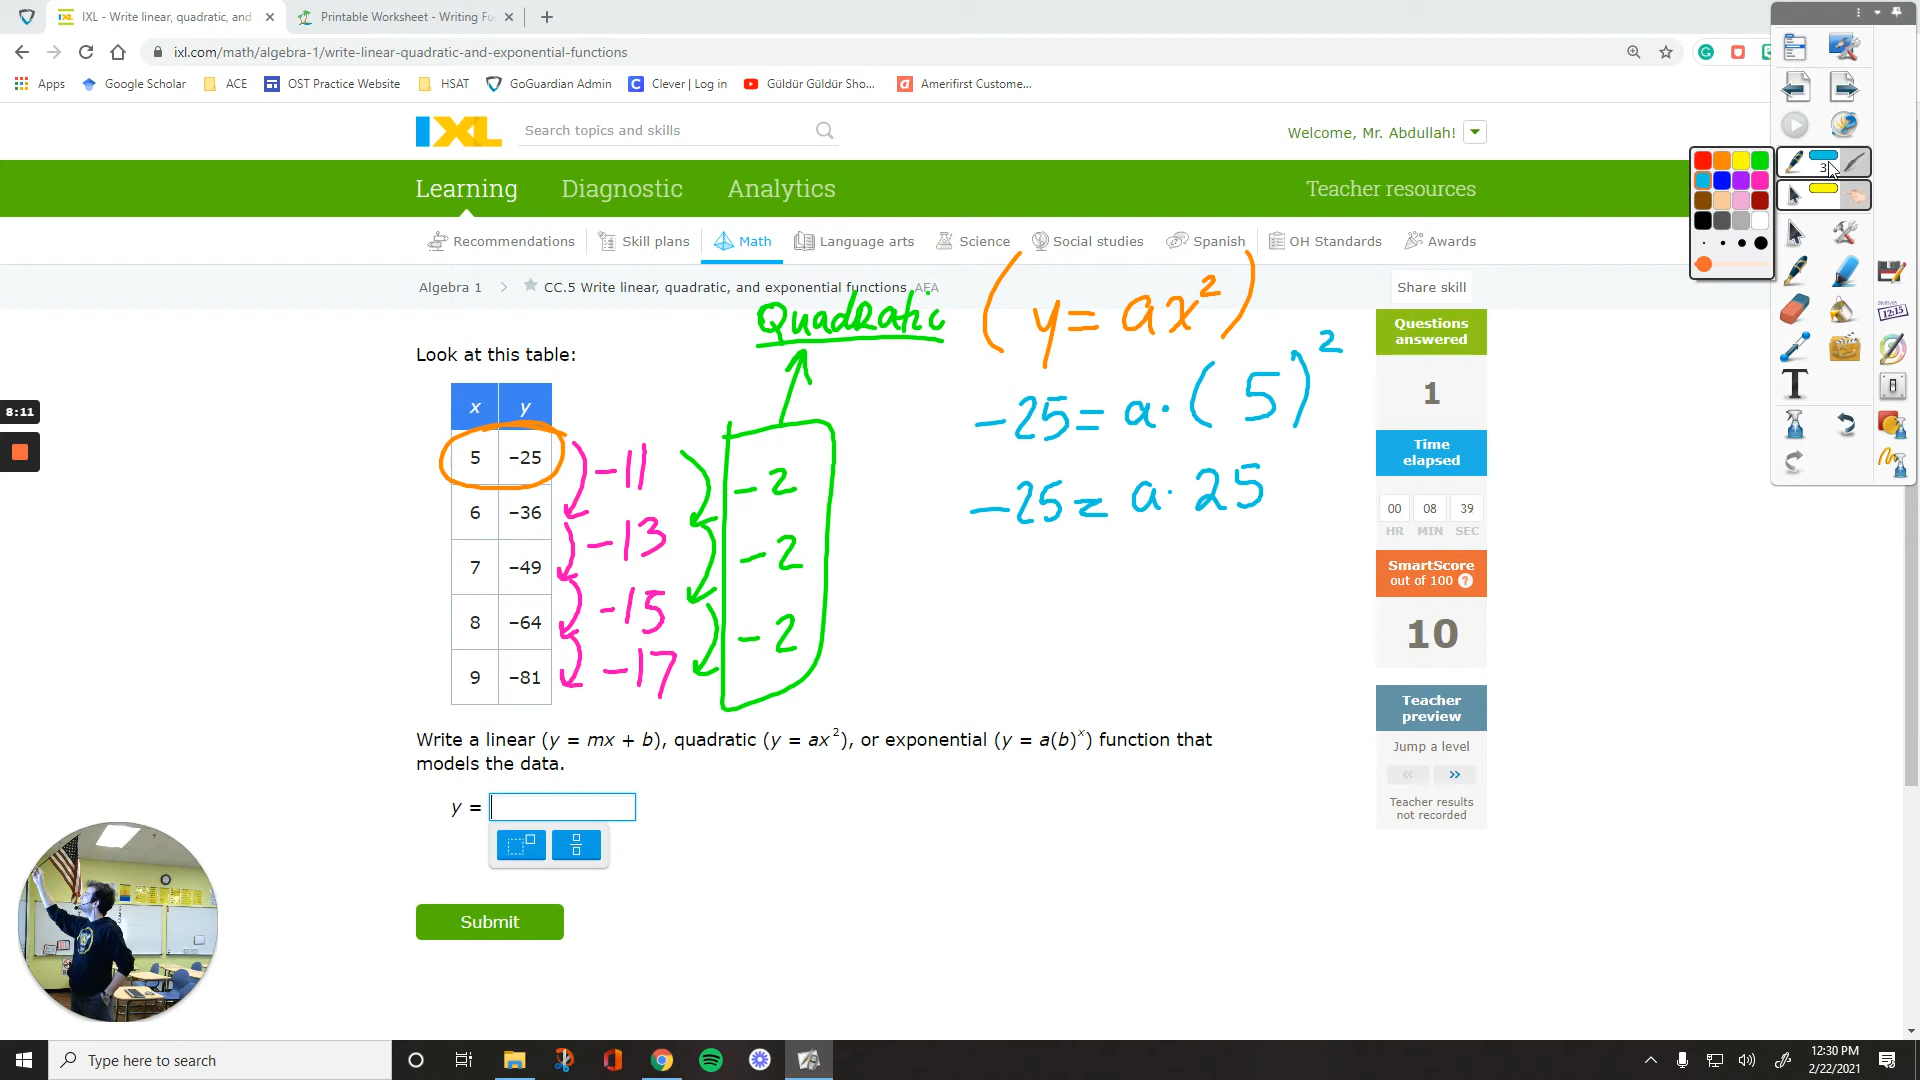 IXL - Write linear, quadratic, and
Printable Worksheet - Writing Fu
ixl.com/math/algebra-1/write-linear-quadratic-and-exponential-functions
Apps Google Scholar ACE OST Practice Website HSAT GoGuardian Admin Clever | Log in Güldür Güldür Sho... Amerifirst Custome...
IXL Search topics and skills Welcome, Mr. Abdullah!
Learning Diagnostic Analytics Teacher resources
Recommendations Skill plans Math Language arts Science Social studies Spanish OH Standards Awards
Algebra 1 > CC.5 Write linear, quadratic, and exponential functions AFA
Share skill
Quadratic (y = ax²)
Look at this table:
x y
5 –25
6 –36
7 –49
8 –64
9 –81
-11
-13
-15
-17
-2
-2
-2
-25 = a·(5)²
-25 = a·25
Questions answered
1
Time elapsed
00 08 39
HR MIN SEC
SmartScore
out of 100 ?
10
Teacher preview
Jump a level
<< >>
Teacher results not recorded
Write a linear (y = mx + b), quadratic (y = ax²), or exponential (y = a(b)ˣ) function that
models the data.
y =
Submit
8:11
3
T
12:15
Type here to search
12:30 PM
2/22/2021